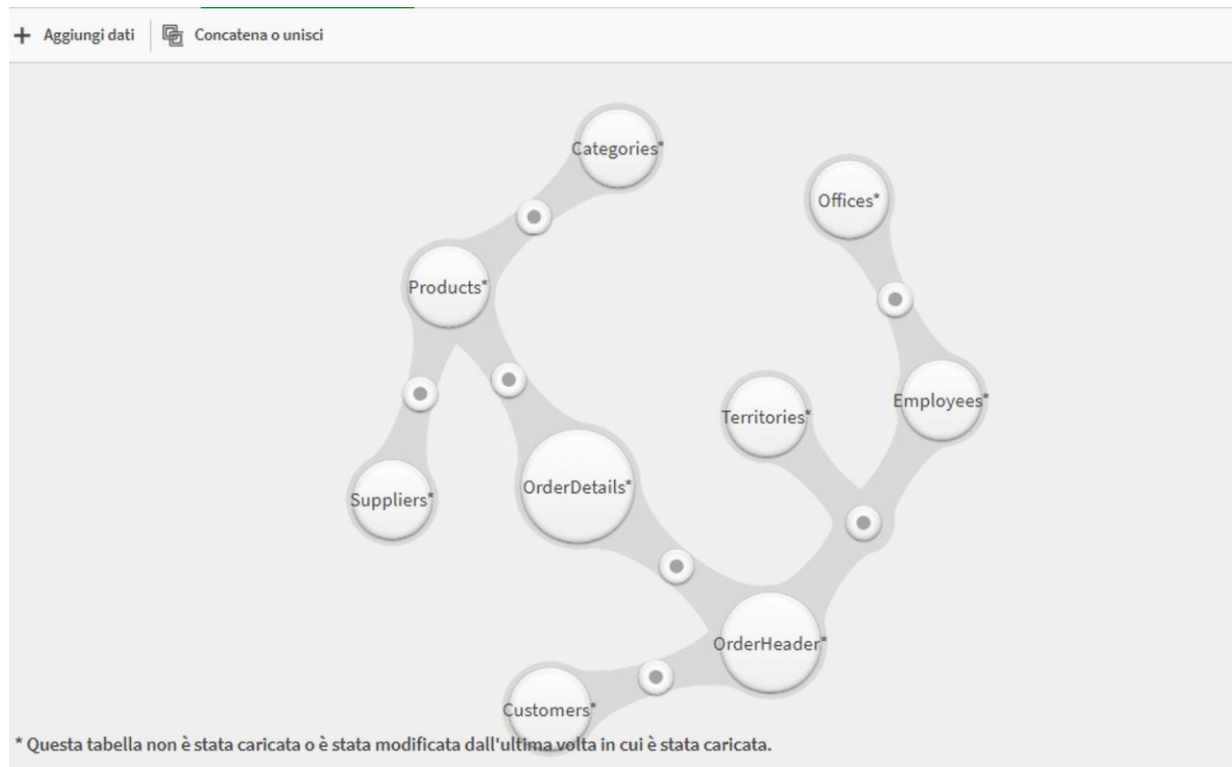 Aggiungi dati
Concatena o unisci
Categories*
Offices*
Products*
Employees*
Territories*
OrderDetails*
Suppliers*
OrderHeader*
Customers*
* Questa tabella non è stata caricata o è stata modificata dall'ultima volta in cui è stata caricata.